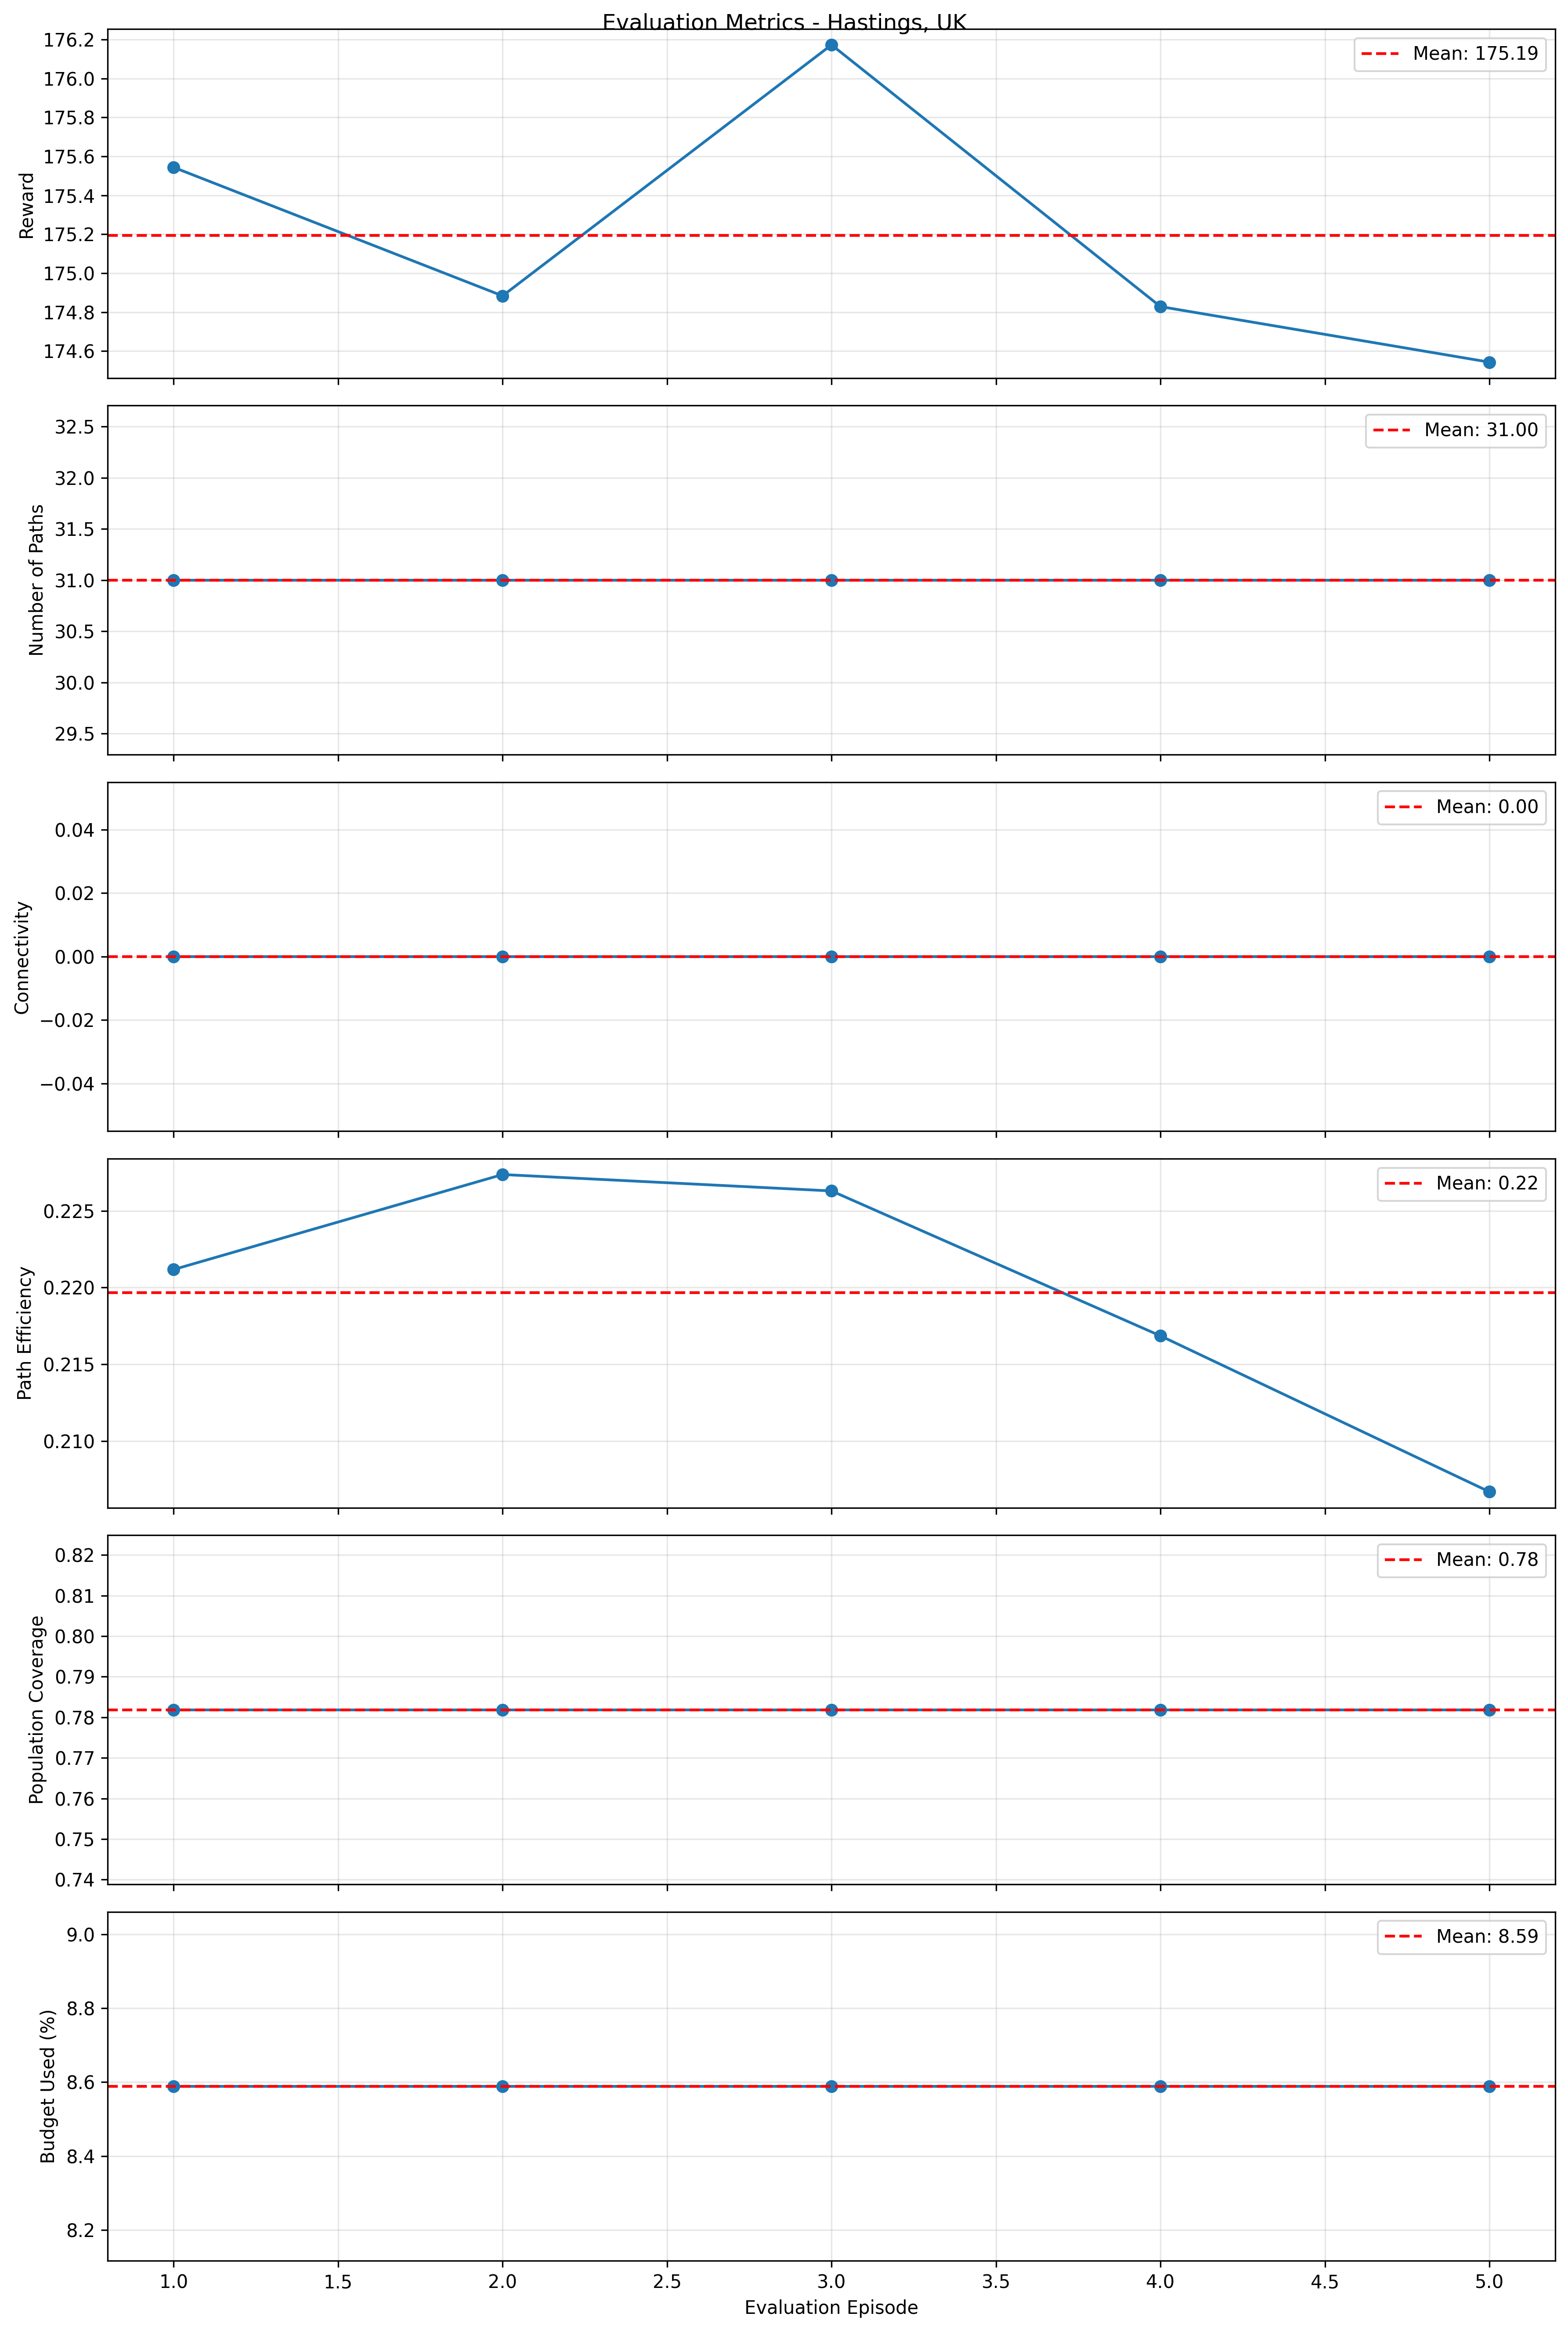 Evaluation Metrics - Hastings, UK
Reward
176.2
176.0
175.8
175.6
175.4
175.2
175.0
174.8
174.6
Mean: 175.19
Number of Paths
32.5
32.0
31.5
31.0
30.5
30.0
29.5
Mean: 31.00
Connectivity
0.04
0.02
0.00
−0.02
−0.04
Mean: 0.00
Path Efficiency
0.225
0.220
0.215
0.210
Mean: 0.22
Population Coverage
0.82
0.81
0.80
0.79
0.78
0.77
0.76
0.75
0.74
Mean: 0.78
Budget Used (%)
9.0
8.8
8.6
8.4
8.2
Mean: 8.59
1.0 1.5 2.0 2.5 3.0 3.5 4.0 4.5 5.0
Evaluation Episode